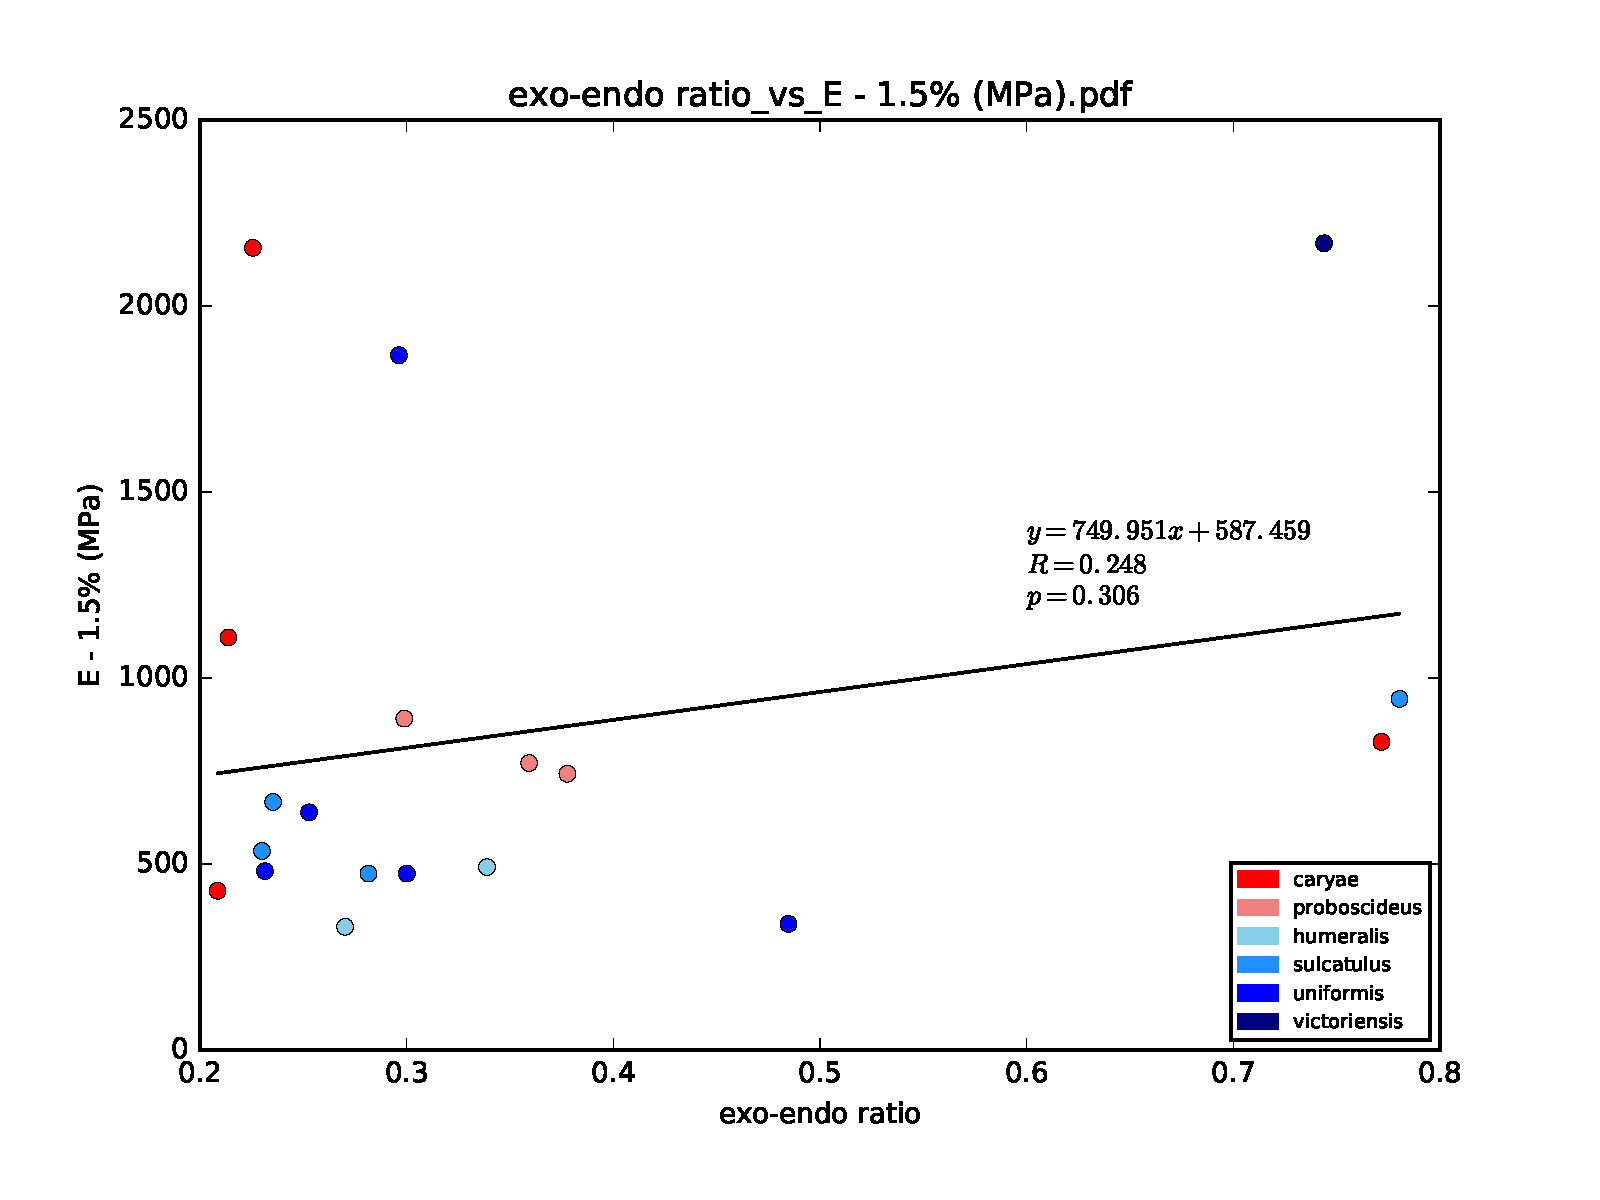 exo-endo ratio_vs_E - 1.5% (MPa).pdf
2500
2000
1500
1000
500
0
E - 1.5% (MPa)
y = 749.951x + 587.459
R = 0.248
p = 0.306
caryae
proboscideus
humeralis
sulcatulus
uniformis
victoriensis
0.2 0.3 0.4 0.5 0.6 0.7 0.8
exo-endo ratio